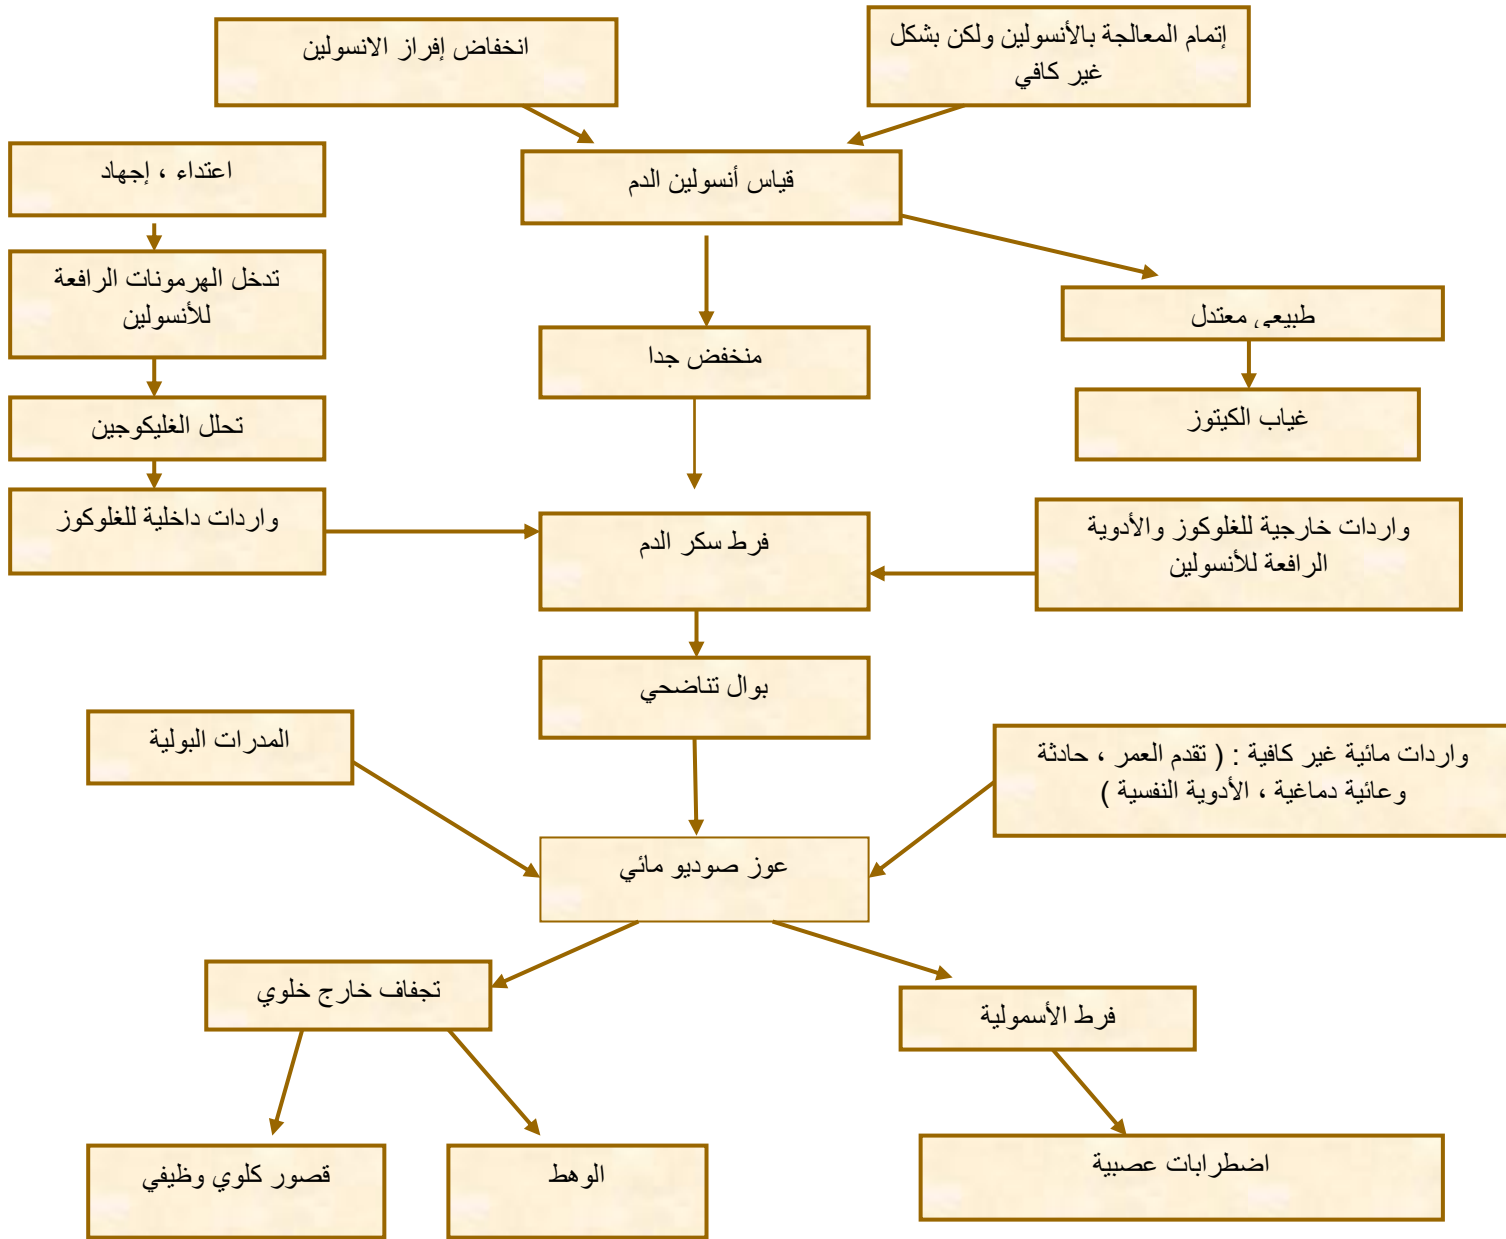 انخفاض إفراز الانسولين
إتمام المعالجة بالأنسولين ولكن بشكل
غير كافي
اعتداء ، إجهاد
قياس أنسولين الدم
تدخل الهرمونات الرافعة
للأنسولين
طبيعي معتدل
منخفض جدا
تحلل الغليكوجين
غياب الكيتوز
واردات داخلية للغلوكوز
فرط سكر الدم
واردات خارجية للغلوكوز والأدوية
الرافعة للأنسولين
بوال تناضحي
المدرات البولية
واردات مائية غير كافية : ( تقدم العمر ، حادثة
وعائية دماغية ، الأدوية النفسية )
عوز صوديو مائي
تجفاف خارج خلوي
فرط الأسمولية
قصور كلوي وظيفي
الوهط
اضطرابات عصبية